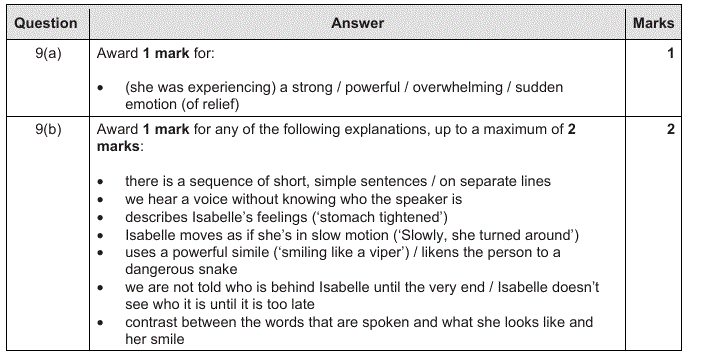 Question Answer Marks
9(a) Award 1 mark for: 1
• (she was experiencing) a strong / powerful / overwhelming / sudden
emotion (of relief)
9(b) Award 1 mark for any of the following explanations, up to a maximum of 2 2
marks:
• there is a sequence of short, simple sentences / on separate lines
• we hear a voice without knowing who the speaker is
• describes Isabelle's feelings ('stomach tightened')
• Isabelle moves as if she's in slow motion ('Slowly, she turned around')
• uses a powerful simile ('smiling like a viper') / likens the person to a
dangerous snake
• we are not told who is behind Isabelle until the very end / Isabelle doesn't
see who it is until it is too late
• contrast between the words that are spoken and what she looks like and
her smile